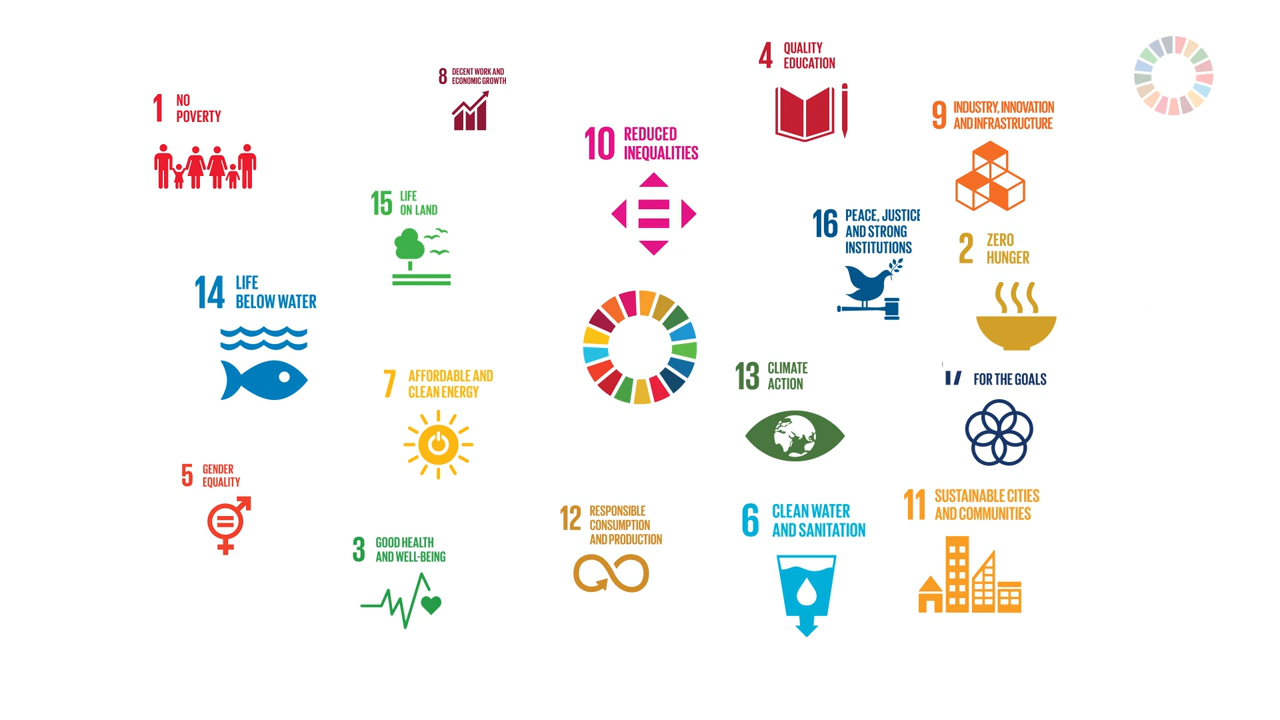 1 NO
POVERTY
8 DECENT WORK AND
ECONOMIC GROWTH
4 QUALITY
EDUCATION
10 REDUCED
INEQUALITIES
9 INDUSTRY, INNOVATION
AND INFRASTRUCTURE
15 LIFE
ON LAND
16 PEACE, JUSTICE
AND STRONG
INSTITUTIONS
2 ZERO
HUNGER
14 LIFE
BELOW WATER
7 AFFORDABLE AND
CLEAN ENERGY
13 CLIMATE
ACTION
FOR THE GOALS
5 GENDER
EQUALITY
3 GOOD HEALTH
AND WELL-BEING
12 RESPONSIBLE
CONSUMPTION
AND PRODUCTION
6 CLEAN WATER
AND SANITATION
11 SUSTAINABLE CITIES
AND COMMUNITIES